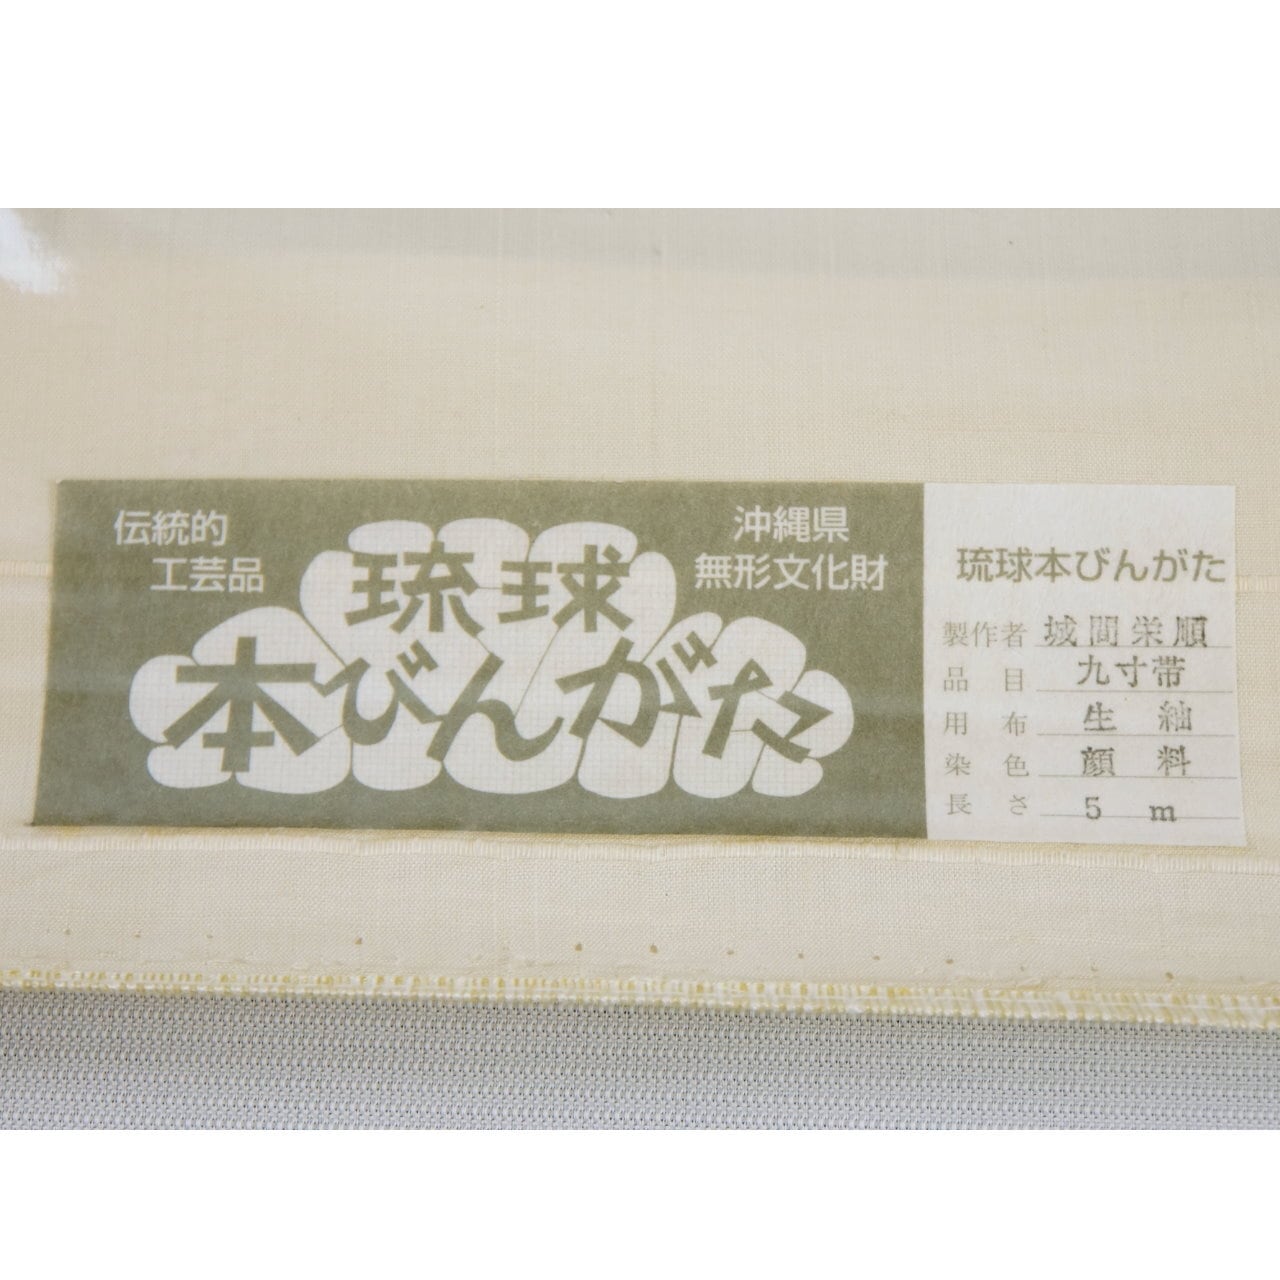 伝統的
工芸品
琉球
本びんがた
沖縄県
無形文化財
琉球本びんがた
製作者 城間栄順
品目 九寸帯
用布 生紬
染色 顔料
長さ 5 m